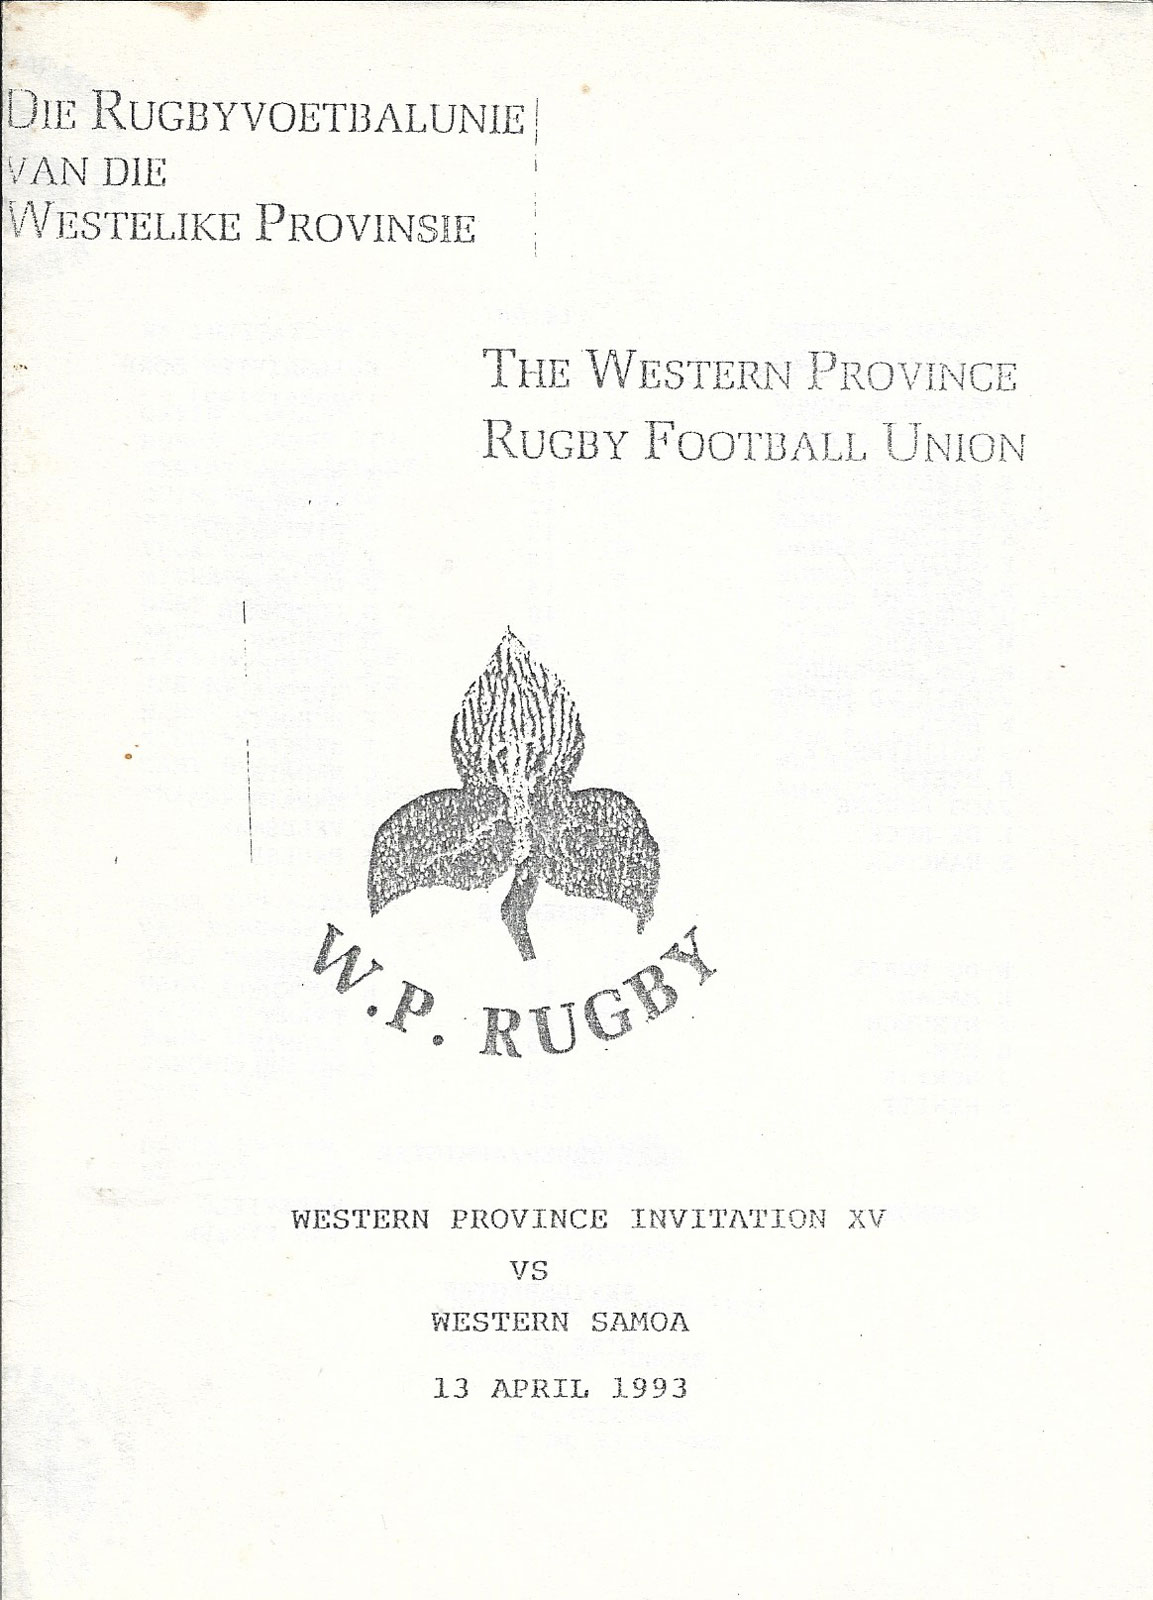 DIE RUGBYVOETBALUNIE
VAN DIE
WESTELIKE PROVINSIE
THE WESTERN PROVINCE
RUGBY FOOTBALL UNION
W.P. RUGBY
WESTERN PROVINCE INVITATION XV
VS
WESTERN SAMOA
13 APRIL 1993